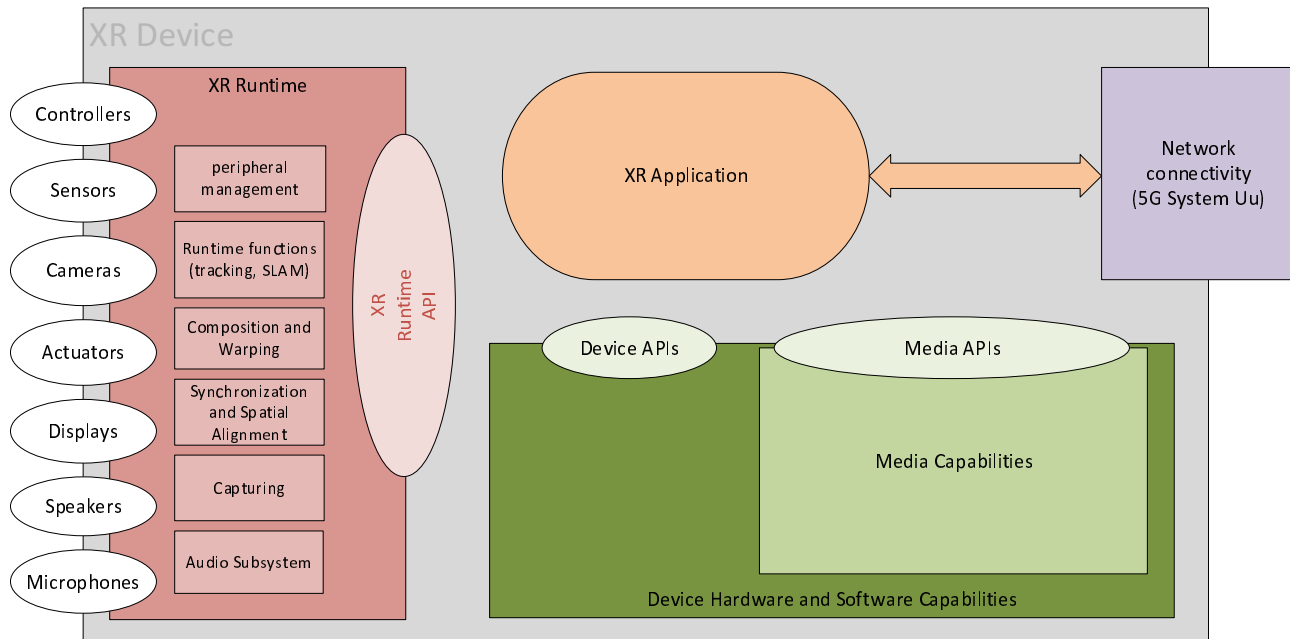 XR Device
XR Runtime
Controllers
Sensors
Cameras
Actuators
Displays
Speakers
Microphones
peripheral
management
Runtime functions
(tracking, SLAM)
Composition and
Warping
Synchronization
and Spatial
Alignment
Capturing
Audio Subsystem
XR
Runtime
API
XR Application
Network
connectivity
(5G System Uu)
Device APIs
Media APIs
Media Capabilities
Device Hardware and Software Capabilities